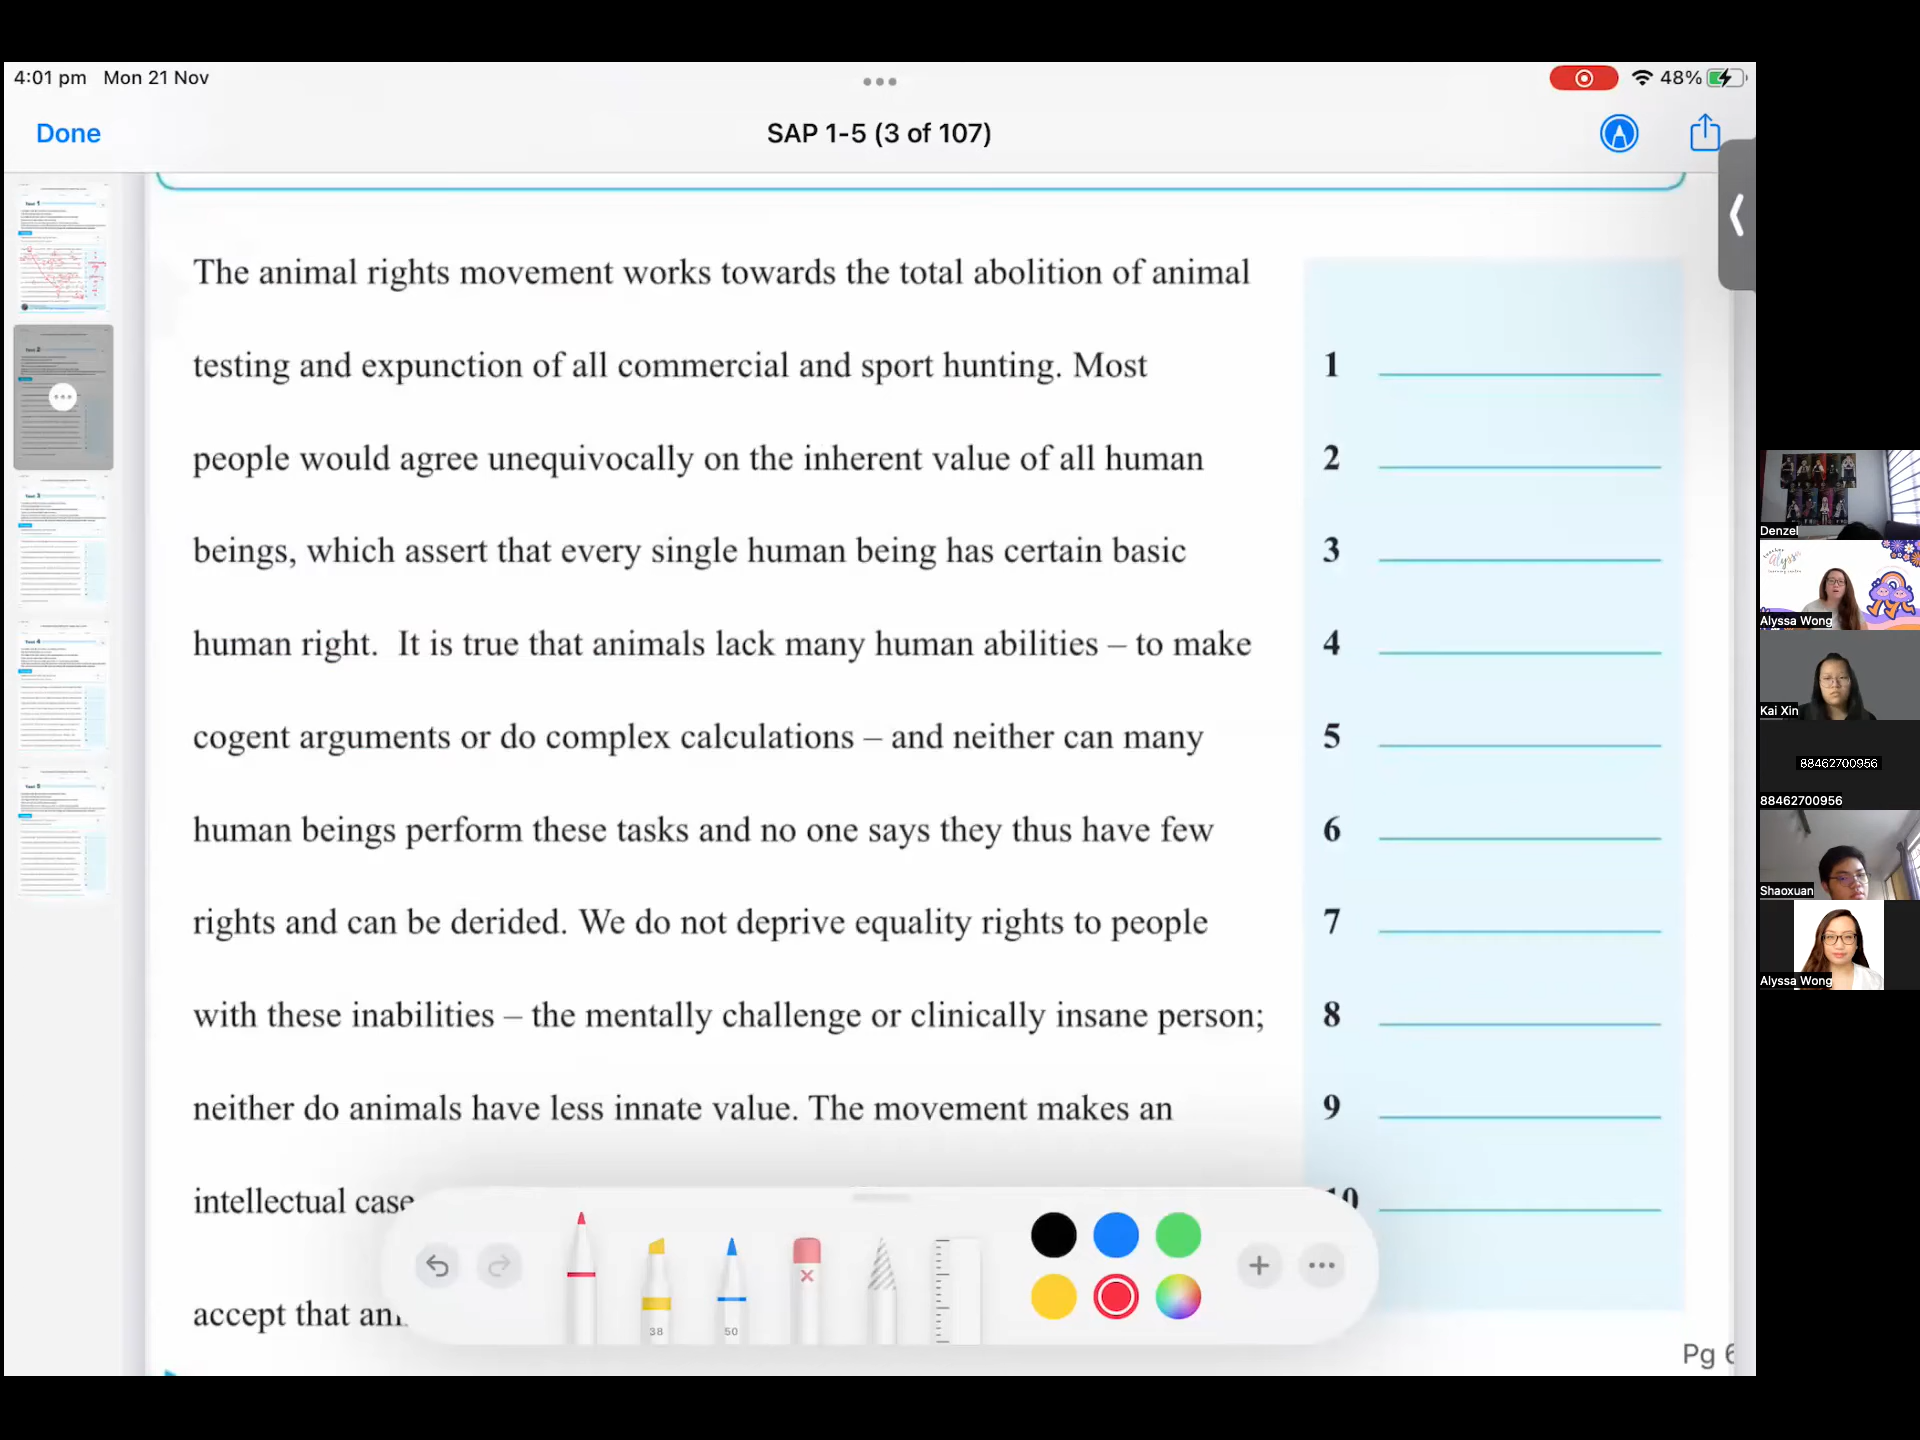 4:01 pm Mon 21 Nov
48%
Done
SAP 1-5 (3 of 107)
The animal rights movement works towards the total abolition of animal
testing and expunction of all commercial and sport hunting. Most 1
people would agree unequivocally on the inherent value of all human 2
beings, which assert that every single human being has certain basic 3
human right. It is true that animals lack many human abilities – to make 4
cogent arguments or do complex calculations – and neither can many 5
human beings perform these tasks and no one says they thus have few 6
rights and can be derided. We do not deprive equality rights to people 7
with these inabilities – the mentally challenge or clinically insane person; 8
neither do animals have less innate value. The movement makes an 9
intellectual case 10
accept that
38
50
Pg 6
Denzel
Alyssa Wong
Kai Xin
88462700956
88462700956
Shaoxuan
Alyssa Wong